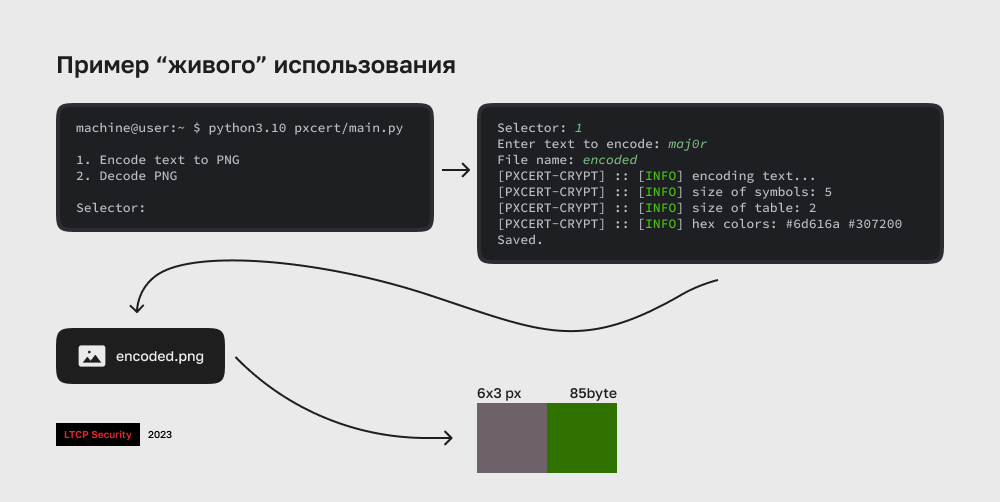 Пример “живого” использования
machine@user:~ $ python3.10 pxcert/main.py
1. Encode text to PNG
2. Decode PNG
Selector:
Selector: 1
Enter text to encode: maj0r
File name: encoded
[PXCERT-CRYPT] :: [INFO] encoding text...
[PXCERT-CRYPT] :: [INFO] size of symbols: 5
[PXCERT-CRYPT] :: [INFO] size of table: 2
[PXCERT-CRYPT] :: [INFO] hex colors: #6d616a #307200
Saved.
encoded.png
6x3 px 85byte
LTCP Security 2023